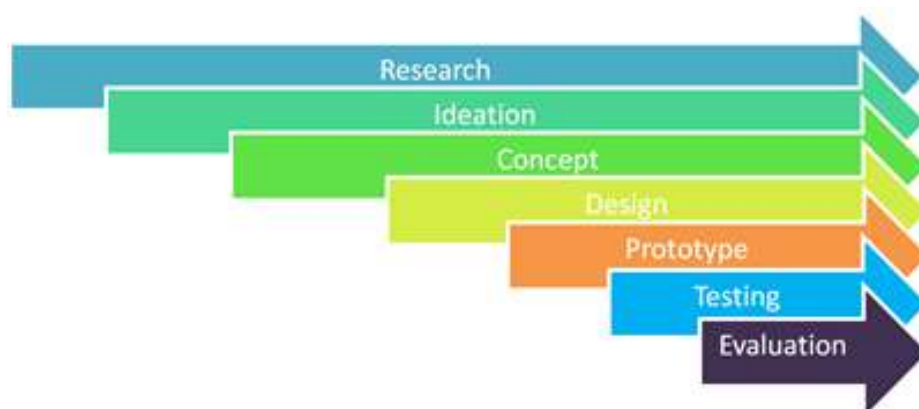 Research
Ideation
Concept
Design
Prototype
Testing
Evaluation